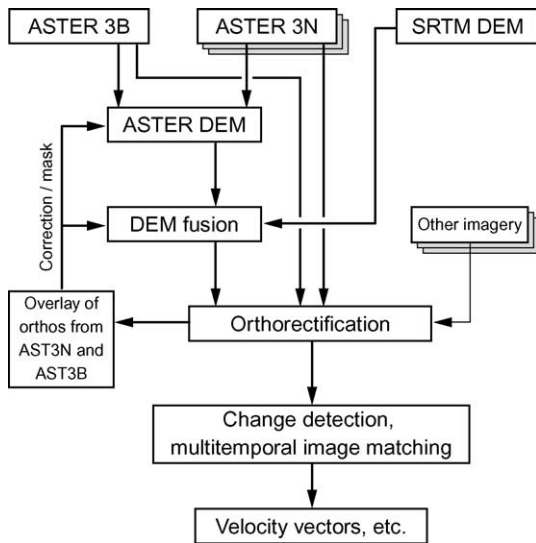 ASTER 3B
ASTER 3N
SRTM DEM
ASTER DEM
Correction / mask
DEM fusion
Other imagery
Overlay of
orthos from
AST3N and
AST3B
Orthorectification
Change detection,
multitemporal image matching
Velocity vectors, etc.